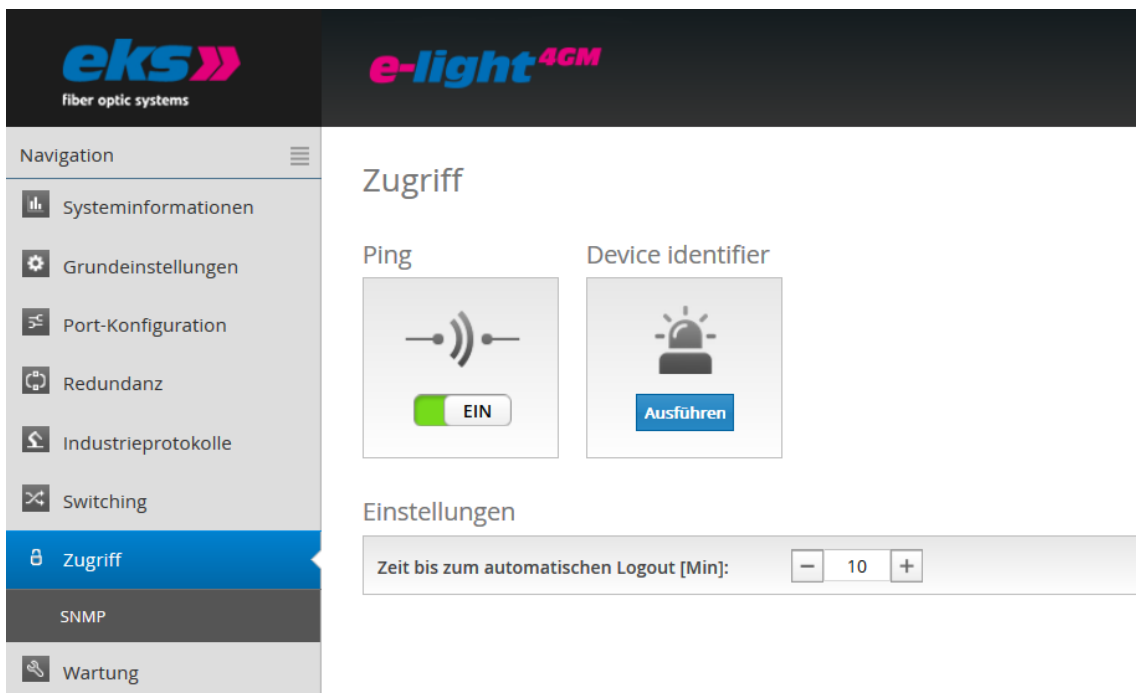 eks
fiber optic systems
e-light 4GM
Navigation
Systeminformationen
Grundeinstellungen
Port-Konfiguration
Redundanz
Industrieprotokolle
Switching
Zugriff
SNMP
Wartung
Zugriff
Ping
Device identifier
EIN
Ausführen
Einstellungen
Zeit bis zum automatischen Logout [Min]: − 10 +